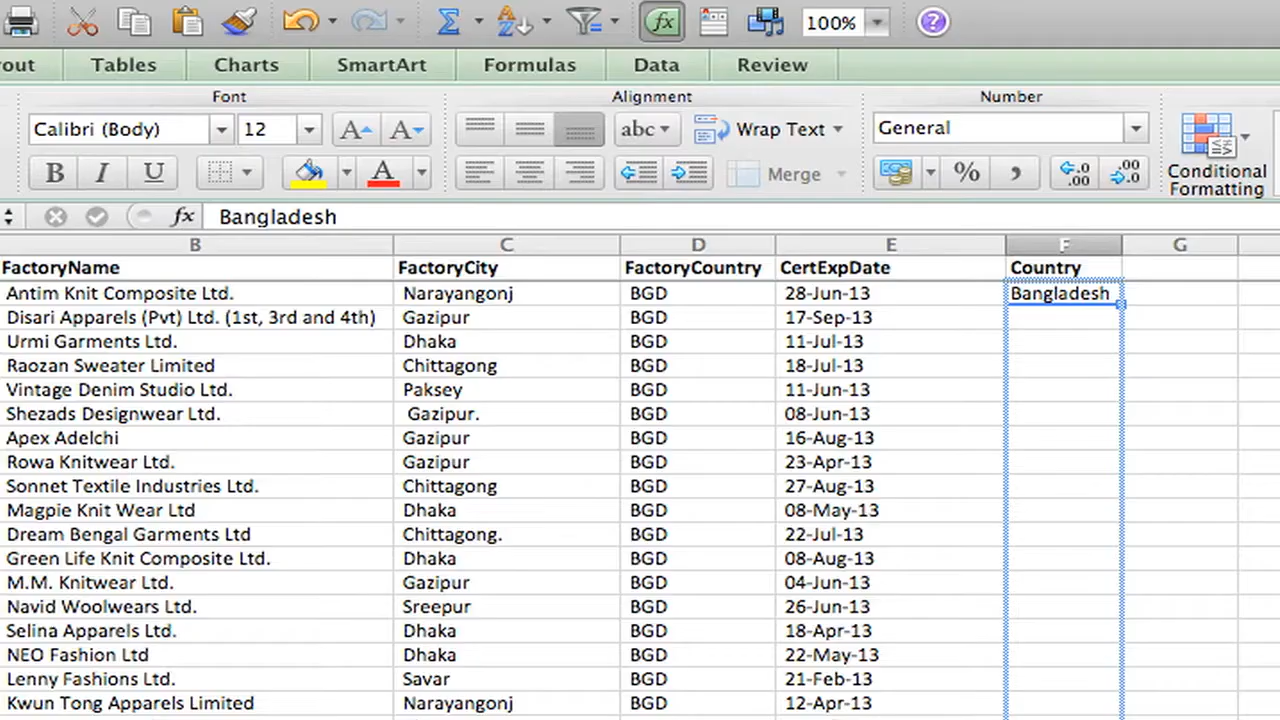 100%
out Tables Charts SmartArt Formulas Data Review
Font Alignment Number
Calibri (Body) 12 abc Wrap Text General
B I U A Merge % , .0 .00 .00 .0 Conditional Formatting
fx Bangladesh
B C D E F G
FactoryName FactoryCity FactoryCountry CertExpDate Country
Antim Knit Composite Ltd. Narayangonj BGD 28-Jun-13 Bangladesh
Disari Apparels (Pvt) Ltd. (1st, 3rd and 4th) Gazipur BGD 17-Sep-13
Urmi Garments Ltd. Dhaka BGD 11-Jul-13
Raozan Sweater Limited Chittagong BGD 18-Jul-13
Vintage Denim Studio Ltd. Paksey BGD 11-Jun-13
Shezads Designwear Ltd. Gazipur. BGD 08-Jun-13
Apex Adelchi Gazipur BGD 16-Aug-13
Rowa Knitwear Ltd. Gazipur BGD 23-Apr-13
Sonnet Textile Industries Ltd. Chittagong BGD 27-Aug-13
Magpie Knit Wear Ltd Dhaka BGD 08-May-13
Dream Bengal Garments Ltd Chittagong. BGD 22-Jul-13
Green Life Knit Composite Ltd. Dhaka BGD 08-Aug-13
M.M. Knitwear Ltd. Gazipur BGD 04-Jun-13
Navid Woolwears Ltd. Sreepur BGD 26-Jun-13
Selina Apparels Ltd. Dhaka BGD 18-Apr-13
NEO Fashion Ltd Dhaka BGD 22-May-13
Lenny Fashions Ltd. Savar BGD 21-Feb-13
Kwun Tong Apparels Limited Narayangonj BGD 12-Apr-13